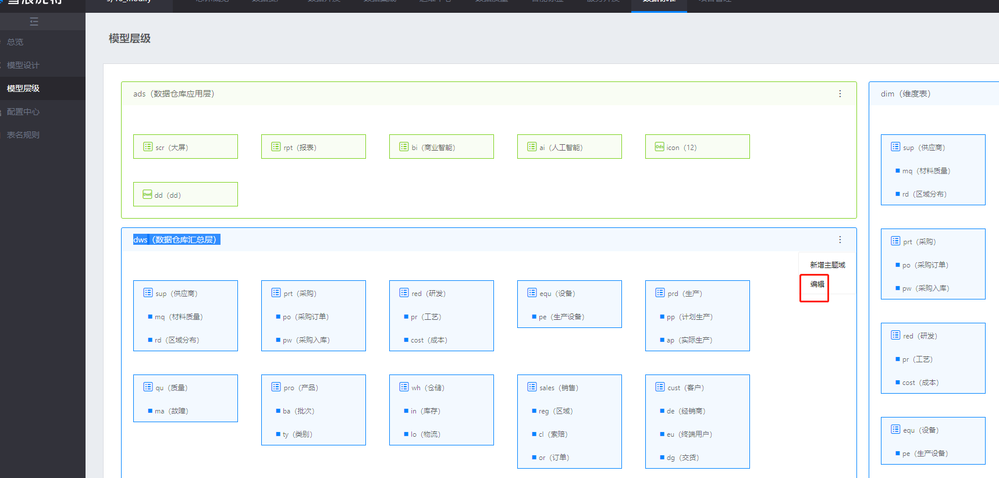 总览
模型设计
模型层级
配置中心
表名规则
模型层级
ads（数据仓库应用层）
scr（大屏）
rpt（报表）
bi（商业智能）
ai（人工智能）
icon（12）
dd（dd）
dws（数据仓库汇总层）
新增主题域
编辑
sup（供应商）
mq（材料质量）
rd（区域分布）
prt（采购）
po（采购订单）
pw（采购入库）
red（研发）
pr（工艺）
cost（成本）
equ（设备）
pe（生产设备）
prd（生产）
pp（计划生产）
ap（实际生产）
qu（质量）
ma（故障）
pro（产品）
ba（批次）
ty（类别）
wh（仓储）
in（库存）
lo（物流）
sales（销售）
reg（区域）
cl（索赔）
or（订单）
cust（客户）
de（经销商）
eu（终端用户）
dg（交货）
dim（维度表）
sup（供应商）
mq（材料质量）
rd（区域分布）
prt（采购）
po（采购订单）
pw（采购入库）
red（研发）
pr（工艺）
cost（成本）
equ（设备）
pe（生产设备）